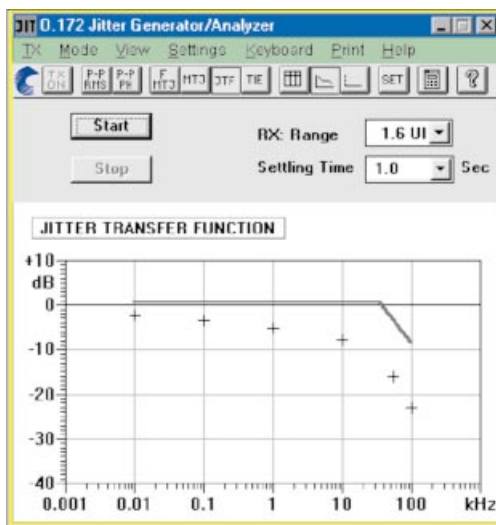 JIT O.172 Jitter Generator/Analyzer
TX Mode View Settings Keyboard Print Help
TX ON P-P RMS P-P PK F MTJ MTJ JTF TIE SET ?
Start RX: Range 1.6 UI
Stop Settling Time 1.0 Sec
JITTER TRANSFER FUNCTION
+10
dB
0
-10
-20
-30
-40
0.001 0.01 0.1 1 10 100 kHz